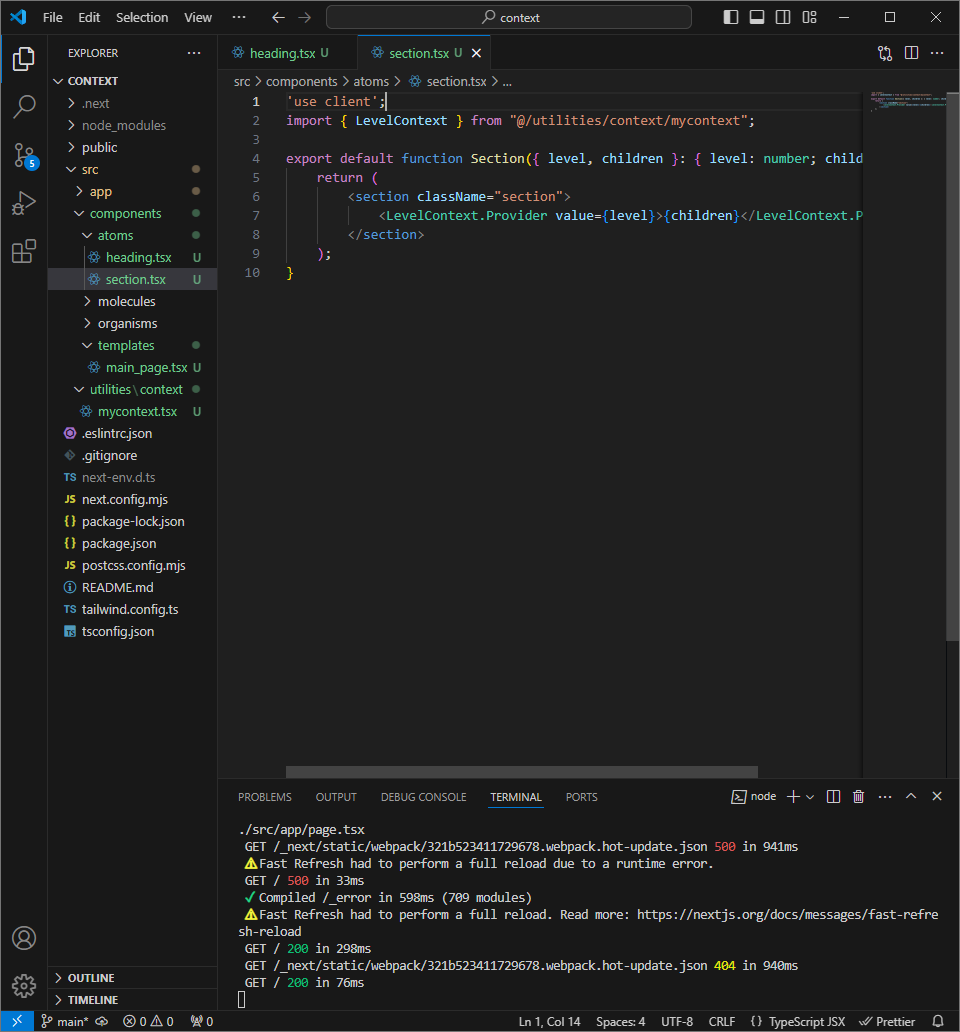 File Edit Selection View ··· context
EXPLORER ···
CONTEXT
.next
node_modules
public
src
app
components
atoms
heading.tsx U
section.tsx U
molecules
organisms
templates
main_page.tsx U
utilities\context
mycontext.tsx U
.eslintrc.json
.gitignore
TS next-env.d.ts
JS next.config.mjs
{} package-lock.json
{} package.json
JS postcss.config.mjs
README.md
TS tailwind.config.ts
TS tsconfig.json
OUTLINE
TIMELINE
5
heading.tsx U section.tsx U
src > components > atoms > section.tsx > ...
1 'use client';
2 import { LevelContext } from "@/utilities/context/mycontext";
3
4 export default function Section({ level, children }: { level: number; child
5 return (
6 <section className="section">
7 <LevelContext.Provider value={level}>{children}</LevelContext.P
8 </section>
9 );
10 }
PROBLEMS OUTPUT DEBUG CONSOLE TERMINAL PORTS node
./src/app/page.tsx
GET /_next/static/webpack/321b523411729678.webpack.hot-update.json 500 in 941ms
⚠Fast Refresh had to perform a full reload due to a runtime error.
GET / 500 in 33ms
✓Compiled /_error in 598ms (709 modules)
⚠Fast Refresh had to perform a full reload. Read more: https://nextjs.org/docs/messages/fast-refre
sh-reload
GET / 200 in 298ms
GET /_next/static/webpack/321b523411729678.webpack.hot-update.json 404 in 940ms
GET / 200 in 76ms
main* 0 0 0 Ln 1, Col 14 Spaces: 4 UTF-8 CRLF {} TypeScript JSX Prettier